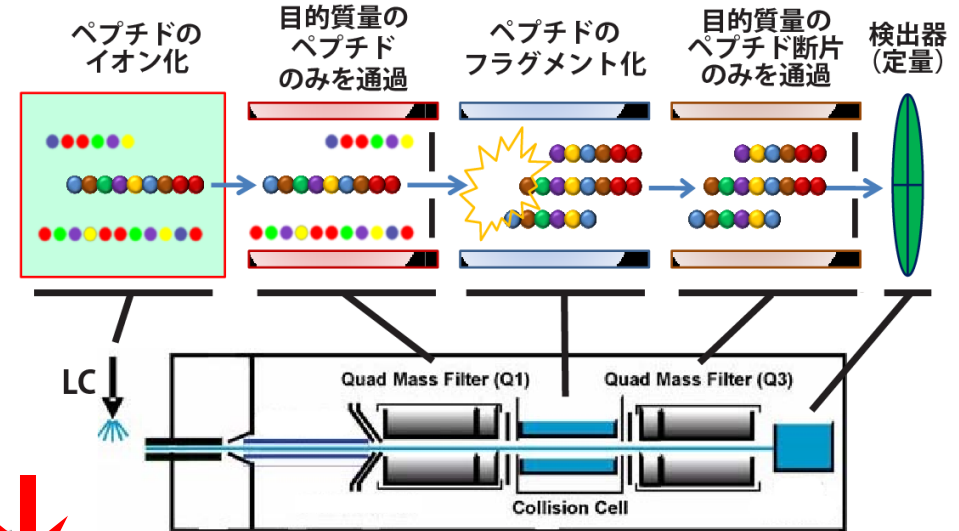 ペプチドの
イオン化
目的質量の
ペプチド
のみを通過
ペプチドの
フラグメント化
目的質量の
ペプチド断片
のみを通過
検出器
（定量）
LC
Quad Mass Filter (Q1)
Quad Mass Filter (Q3)
Collision Cell